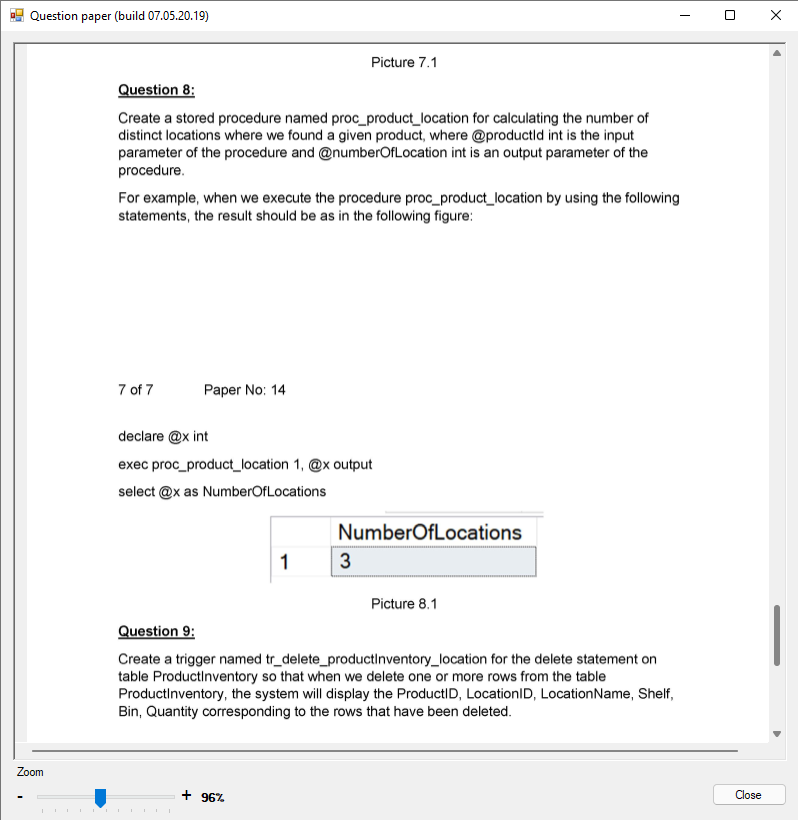 Question paper (build 07.05.20.19)
Picture 7.1
Question 8:
Create a stored procedure named proc_product_location for calculating the number of
distinct locations where we found a given product, where @productId int is the input
parameter of the procedure and @numberOfLocation int is an output parameter of the
procedure.
For example, when we execute the procedure proc_product_location by using the following
statements, the result should be as in the following figure:
7 of 7 Paper No: 14
declare @x int
exec proc_product_location 1, @x output
select @x as NumberOfLocations
NumberOfLocations
1 3
Picture 8.1
Question 9:
Create a trigger named tr_delete_productInventory_location for the delete statement on
table ProductInventory so that when we delete one or more rows from the table
ProductInventory, the system will display the ProductID, LocationID, LocationName, Shelf,
Bin, Quantity corresponding to the rows that have been deleted.
Zoom
- + 96%
Close